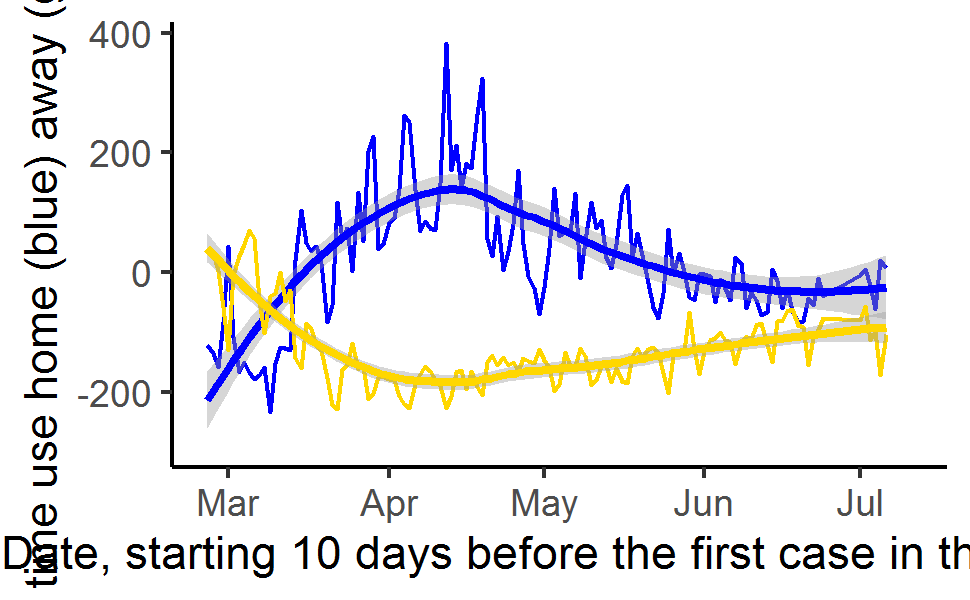 time use home (blue) away (
400
200
0
-200
Mar Apr May Jun Jul
Date, starting 10 days before the first case in th